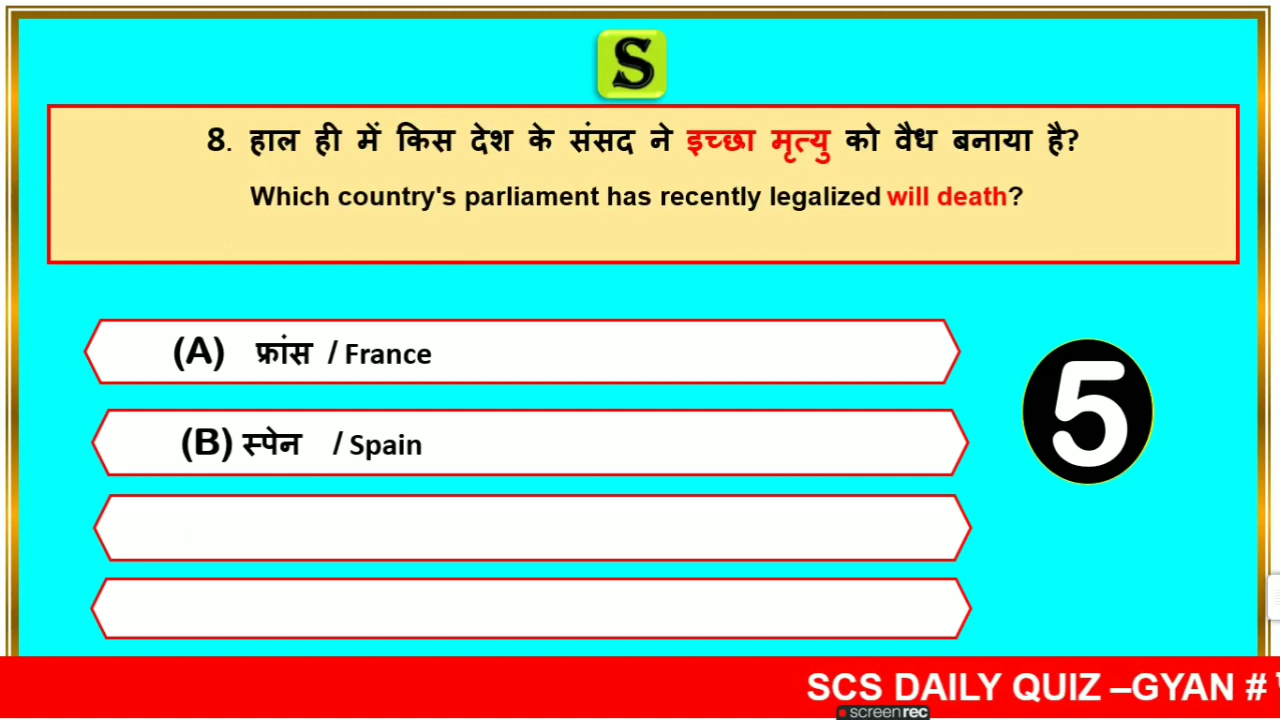 S
8. हाल ही में किस देश के संसद ने इच्छा मृत्यु को वैध बनाया है?
Which country's parliament has recently legalized will death?
(A) फ्रांस / France
(B) स्पेन / Spain
5
SCS DAILY QUIZ –GYAN #
screenrec